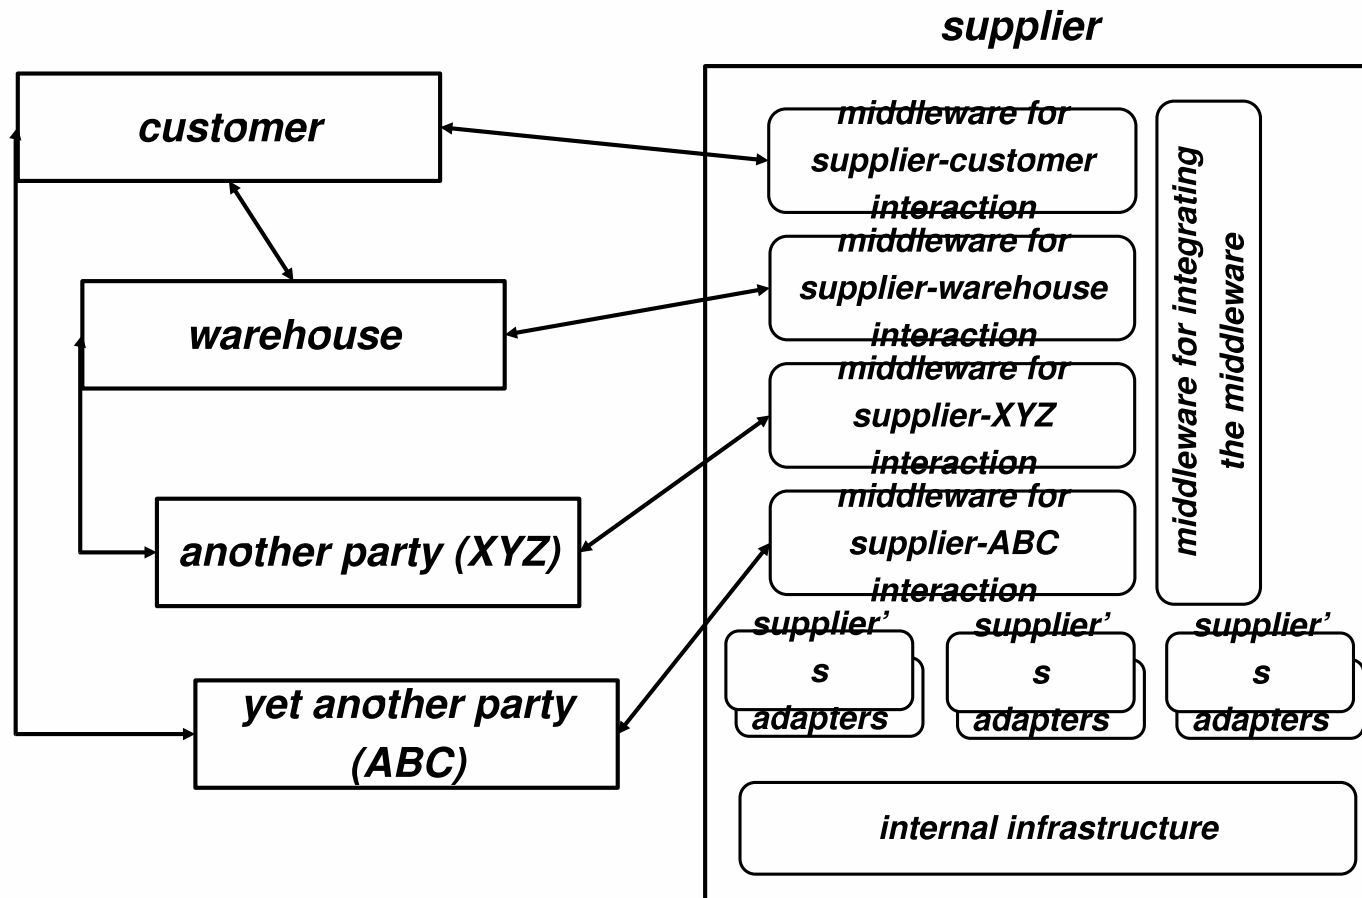 supplier
customer
warehouse
another party (XYZ)
yet another party
(ABC)
middleware for
supplier-customer
interaction
middleware for
supplier-warehouse
interaction
middleware for
supplier-XYZ
interaction
middleware for
supplier-ABC
interaction
middleware for integrating
the middleware
supplier’
s
adapters
supplier’
s
adapters
supplier’
s
adapters
internal infrastructure